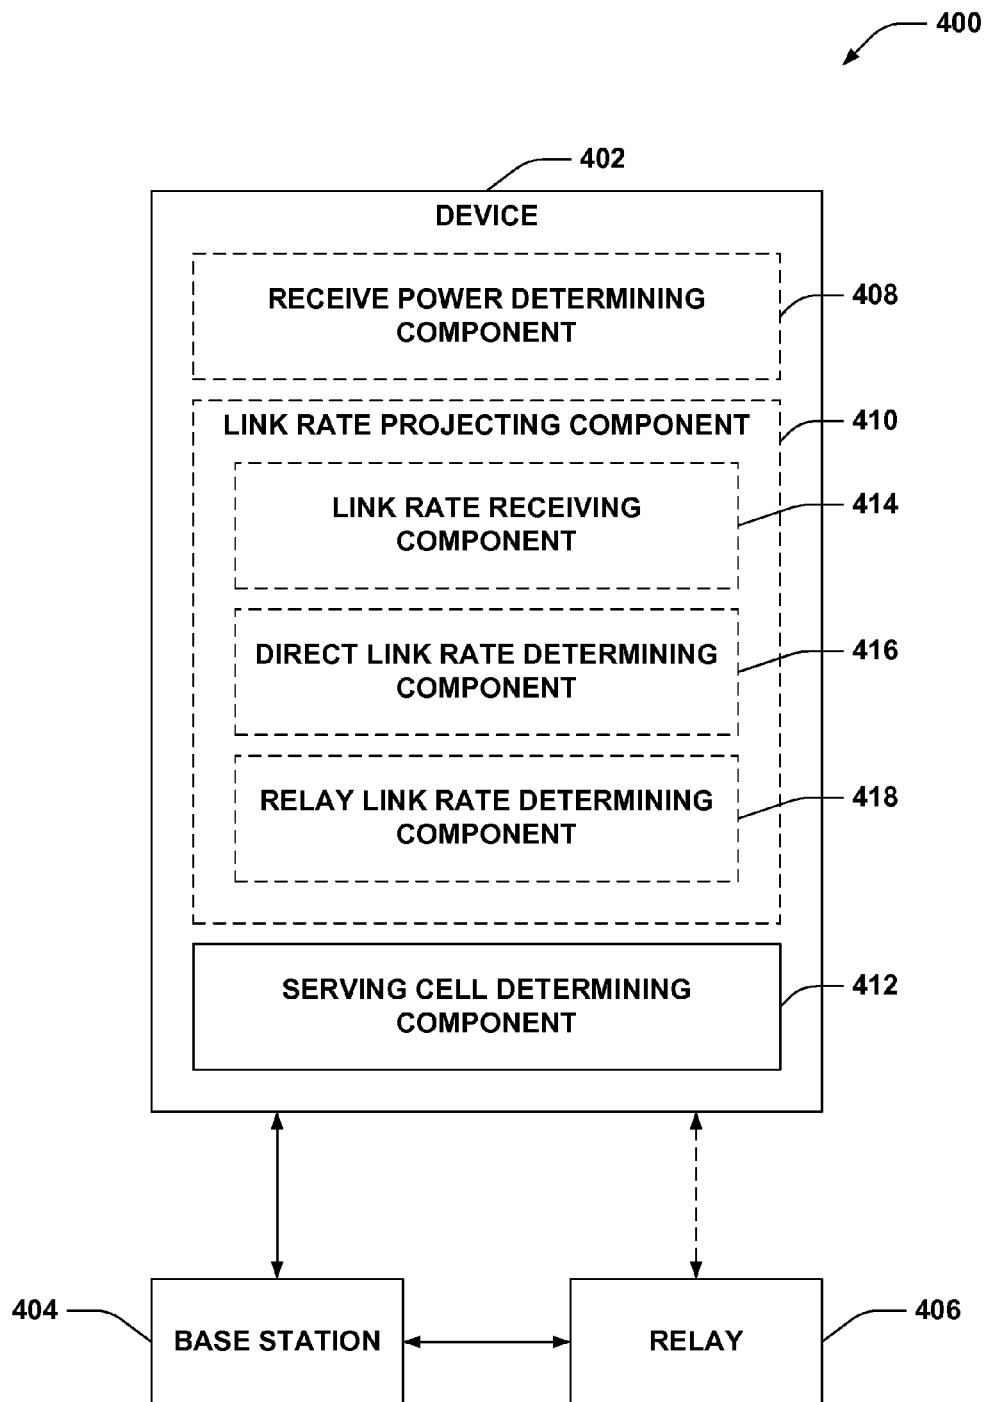 400
402
DEVICE
RECEIVE POWER DETERMINING
COMPONENT
408
LINK RATE PROJECTING COMPONENT
410
LINK RATE RECEIVING
COMPONENT
414
DIRECT LINK RATE DETERMINING
COMPONENT
416
RELAY LINK RATE DETERMINING
COMPONENT
418
SERVING CELL DETERMINING
COMPONENT
412
404
BASE STATION
RELAY
406